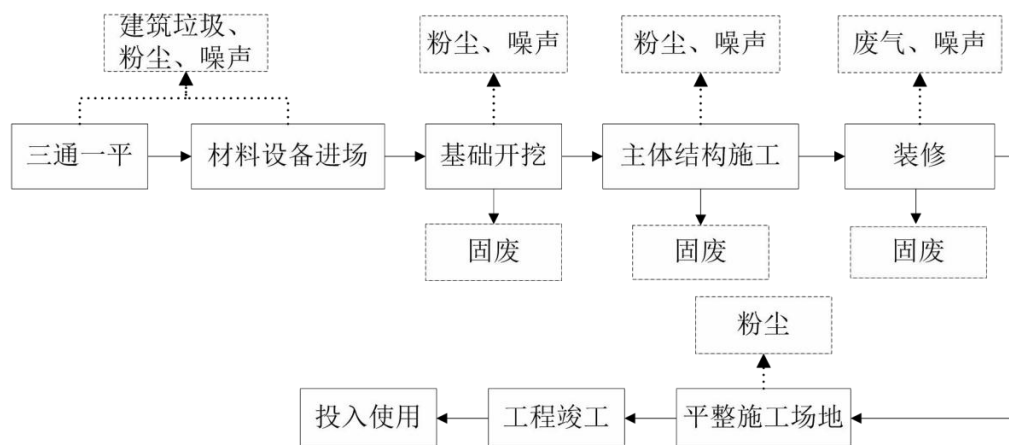 建筑垃圾、
粉尘、噪声
粉尘、噪声
粉尘、噪声
废气、噪声
三通一平
材料设备进场
基础开挖
主体结构施工
装修
固废
固废
固废
粉尘
投入使用
工程竣工
平整施工场地